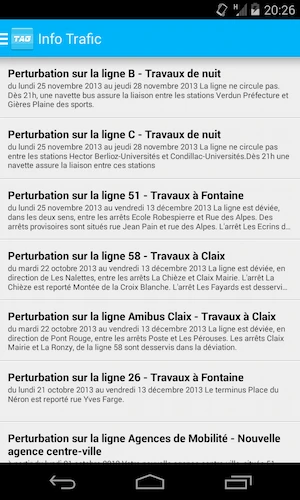 20:26
TAG Info Trafic
Perturbation sur la ligne B - Travaux de nuit
du lundi 25 novembre 2013 au jeudi 28 novembre 2013 La ligne ne circule pas.
Dès 21h, une navette bus assure la liaison entre les stations Verdun Préfecture et
Gières Plaine des sports.
Perturbation sur la ligne C - Travaux de nuit
du lundi 25 novembre 2013 au jeudi 28 novembre 2013 La ligne ne circule pas
entre les stations Hector Berlioz-Universités et Condillac-Universités.Dès 21h une
navette assure la liaison entre ces stations
Perturbation sur la ligne 51 - Travaux à Fontaine
du lundi 25 novembre 2013 au vendredi 13 décembre 2013 La ligne est déviée,
dans les deux sens, entre les arrêts Ecole Robespierre et Rue des Alpes. Des
arrêts provisoires sont situés rue Jean Pain et rue des Alpes. L'arrêt Les Ecrins d...
Perturbation sur la ligne 58 - Travaux à Claix
du mardi 22 octobre 2013 au vendredi 13 décembre 2013 La ligne est déviée, en
direction de Les Nalettes, entre les arrêts La Chièze et Claix Mairie. L'arrêt La
Chièze est reporté Montée de la Croix Blanche. L'arrêt Les Fayards est desservi...
Perturbation sur la ligne Amibus Claix - Travaux à Claix
du mardi 22 octobre 2013 au vendredi 13 décembre 2013 La ligne est déviée, en
direction de Pont Rouge, entre les arrêts Poste et Les Pérouses. Les arrêts Claix
Mairie et La Ronzy, de la ligne 58 sont desservis dans la déviation.
Perturbation sur la ligne 26 - Travaux à Fontaine
du lundi 21 octobre 2013 au vendredi 13 décembre 2013 Le terminus Place du
Néron est reporté rue Yves Farge.
Perturbation sur la ligne Agences de Mobilité - Nouvelle
agence centre-ville